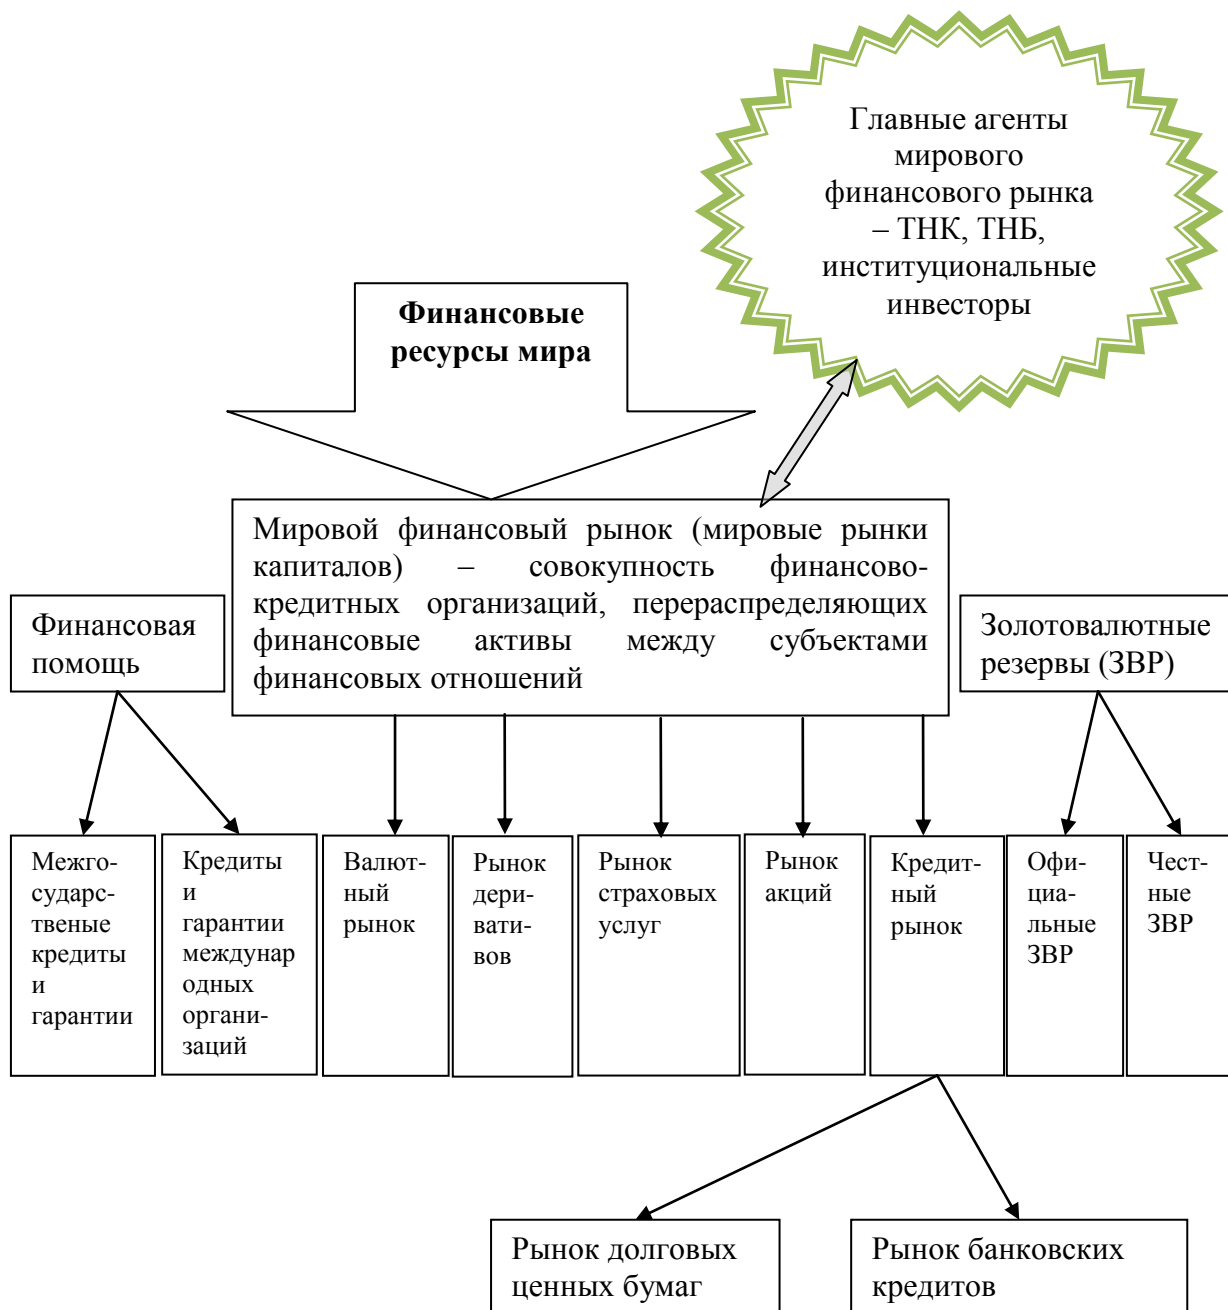 Главные агенты
мирового
финансового рынка
– ТНК, ТНБ,
институциональные
инвесторы
Финансовые
ресурсы мира
Мировой финансовый рынок (мировые рынки
капиталов) – совокупность финансово-
кредитных организаций, перераспределяющих
финансовые активы между субъектами
финансовых отношений
Финансовая
помощь
Золотовалютные
резервы (ЗВР)
Межго-
сударс-
твеные
кредиты
и
гарантии
Кредиты
и
гарантии
междунар
одных
органи-
заций
Валют-
ный
рынок
Рынок
дери-
вати-
вов
Рынок
страховых
услуг
Рынок
акций
Кредит-
ный
рынок
Офи-
циа-
льные
ЗВР
Чест-
ные
ЗВР
Рынок долговых
ценных бумаг
Рынок банковских
кредитов